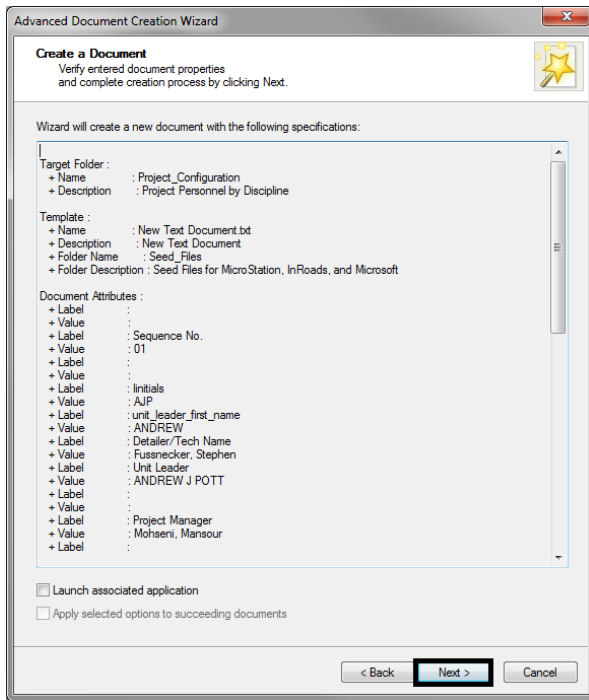 Advanced Document Creation Wizard
Create a Document
Verify entered document properties
and complete creation process by clicking Next.
Wizard will create a new document with the following specifications:
Target Folder :
+ Name : Project_Configuration
+ Description : Project Personnel by Discipline
Template :
+ Name : New Text Document.txt
+ Description : New Text Document
+ Folder Name : Seed_Files
+ Folder Description : Seed Files for MicroStation, InRoads, and Microsoft
Document Attributes :
+ Label :
+ Value :
+ Label : Sequence No.
+ Value : 01
+ Label :
+ Value :
+ Label : Iinitials
+ Value : AJP
+ Label : unit_leader_first_name
+ Value : ANDREW
+ Label : Detailer/Tech Name
+ Value : Fussnecker, Stephen
+ Label : Unit Leader
+ Value : ANDREW J POTT
+ Label :
+ Value :
+ Label : Project Manager
+ Value : Mohseni, Mansour
+ Label :
Launch associated application
Apply selected options to succeeding documents
< Back Next > Cancel